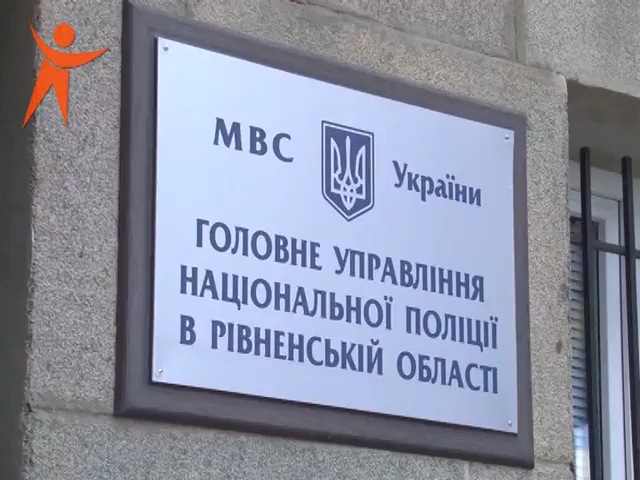 МВС України
ГОЛОВНЕ УПРАВЛІННЯ
НАЦІОНАЛЬНОЇ ПОЛІЦІЇ
В РІВНЕНСЬКІЙ ОБЛАСТІ